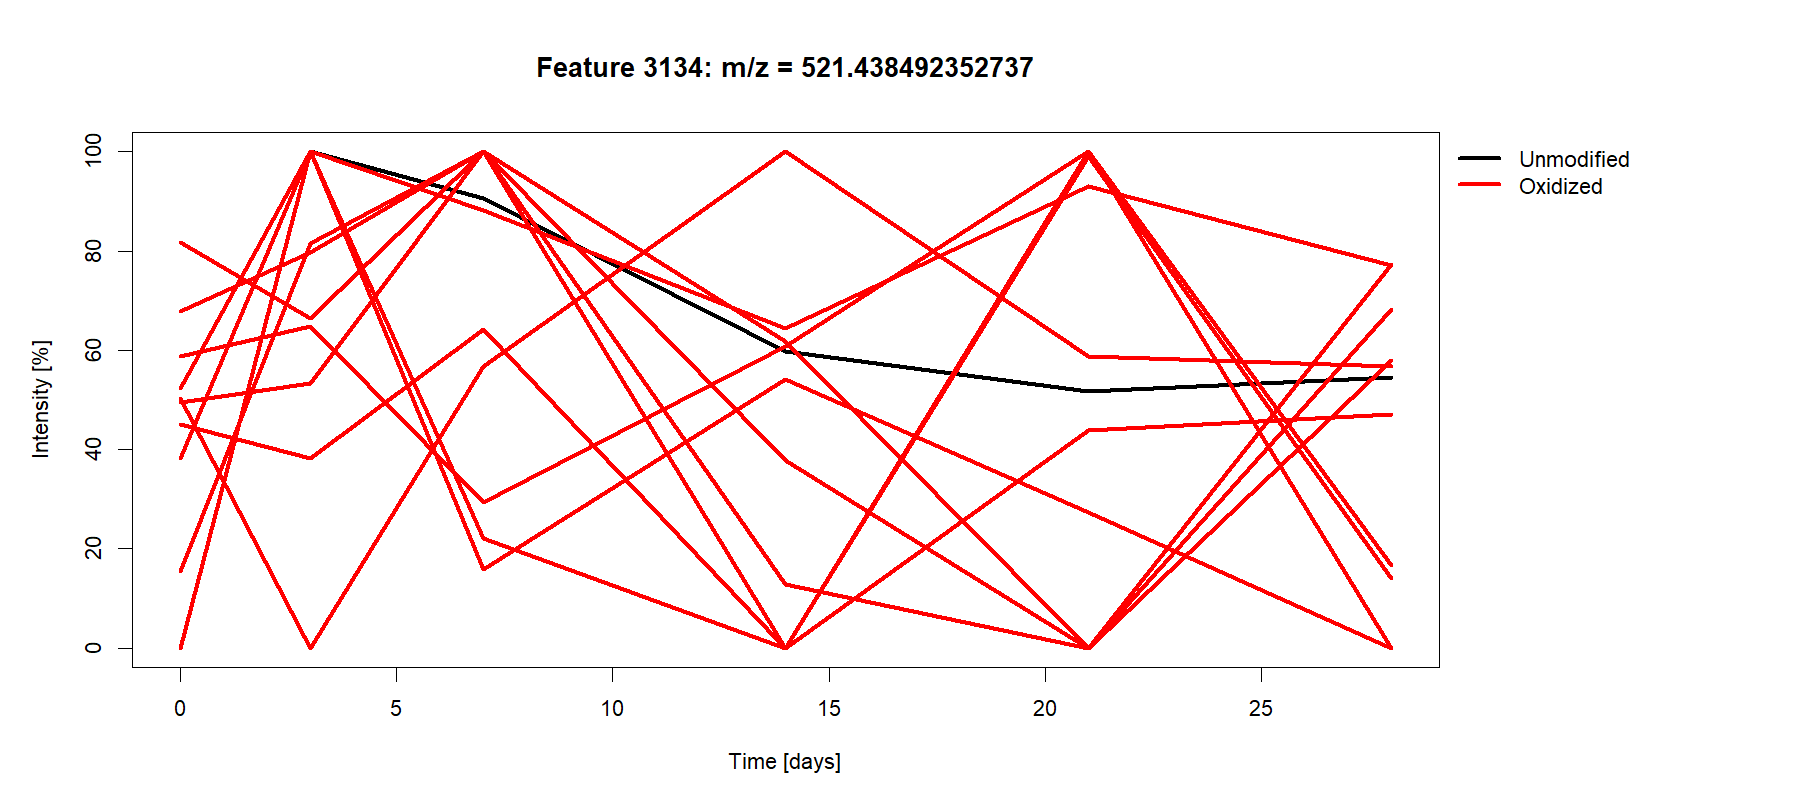 Feature 3134: m/z = 521.438492352737
Unmodified
Oxidized
Intensity [%]
100
80
60
40
20
0
0 5 10 15 20 25
Time [days]